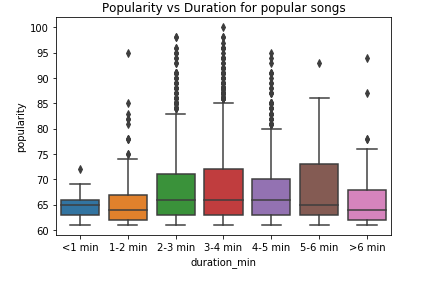 Popularity vs Duration for popular songs
100
95
90
85
80
75
70
65
60
popularity
<1 min 1-2 min 2-3 min 3-4 min 4-5 min 5-6 min >6 min
duration_min